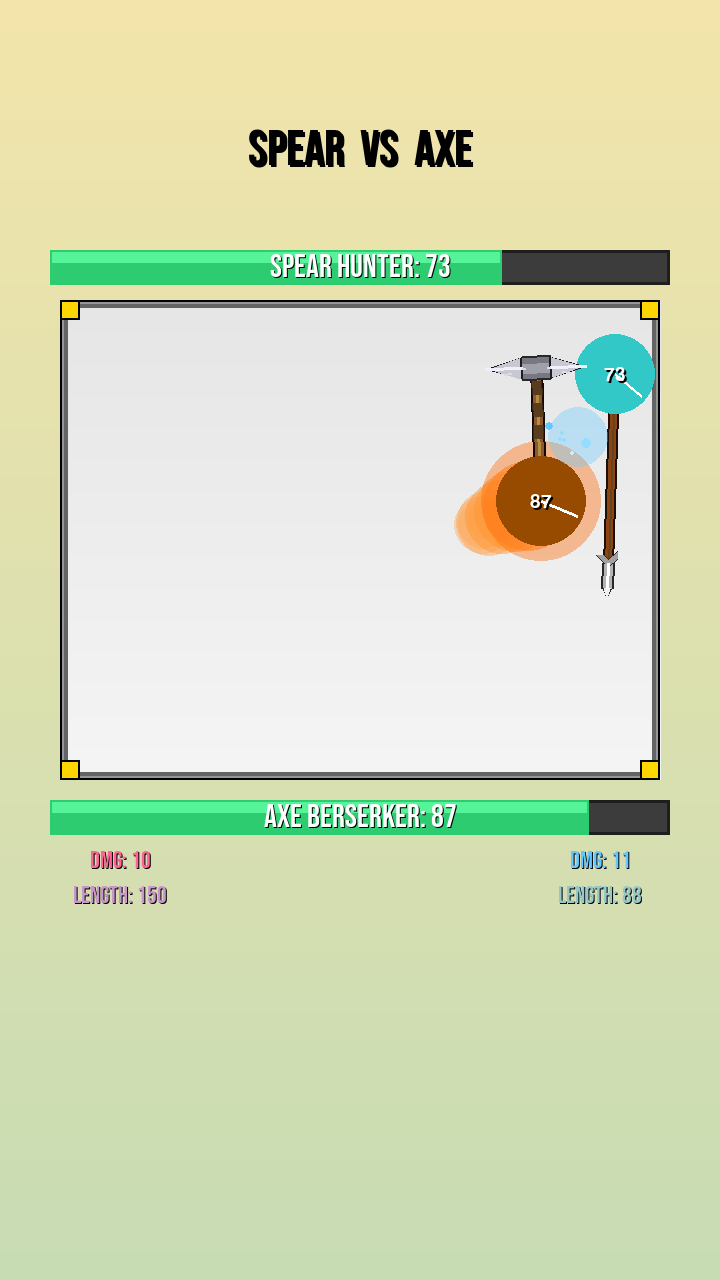 SPEAR VS AXE
SPEAR HUNTER: 73
73
87
AXE BERSERKER: 87
DMG: 10
DMG: 11
LENGTH: 150
LENGTH: 88